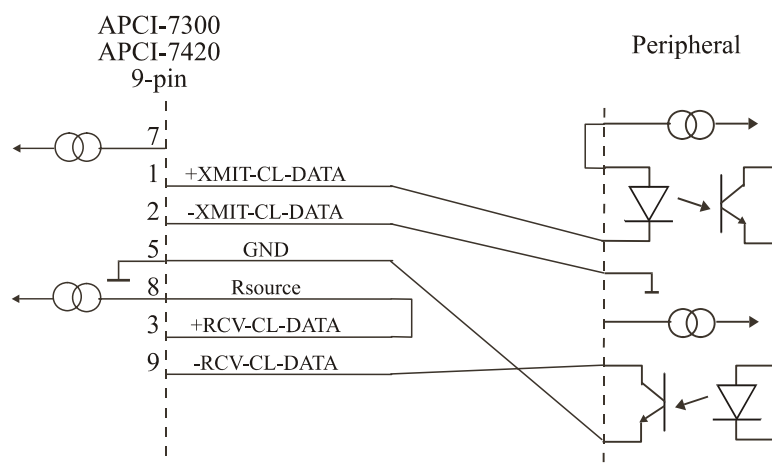 APCI-7300
APCI-7420
9-pin
Peripheral
7
1 +XMIT-CL-DATA
2 -XMIT-CL-DATA
5 GND
8 Rsource
3 +RCV-CL-DATA
9 -RCV-CL-DATA